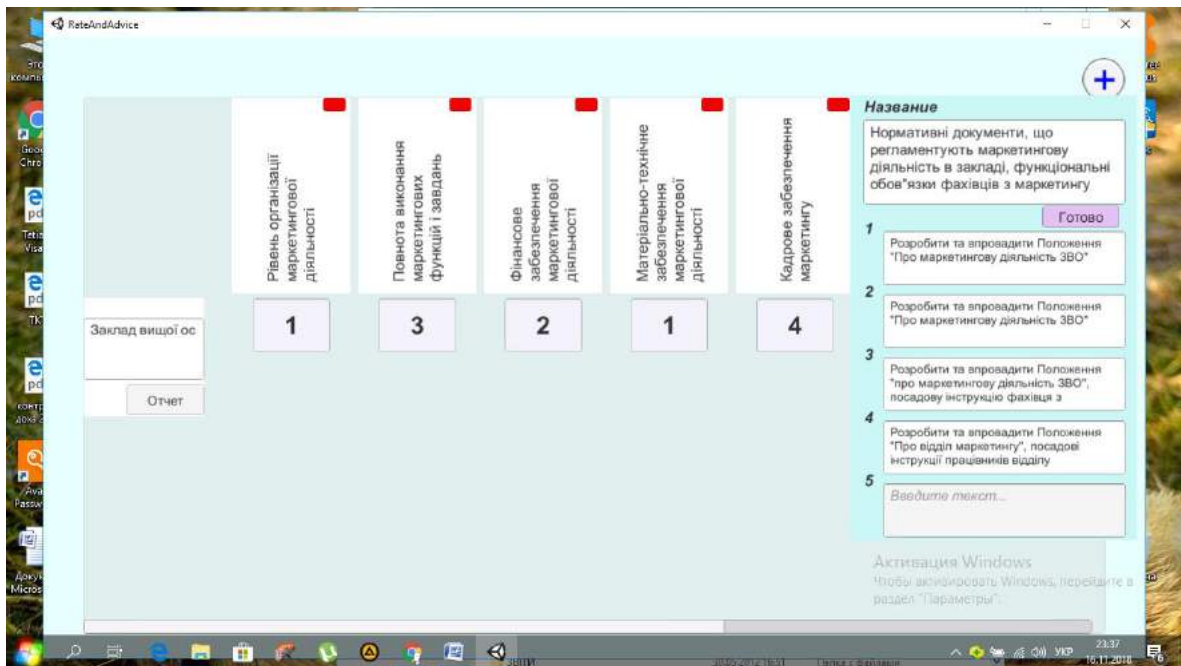 RateAndAdvice
Название
Нормативні документи, що
регламентують маркетингову
діяльність в закладі, функціональні
обов"язки фахівців з маркетингу
Готово
Рівень організації
маркетингової
діяльності
Повнота виконання
маркетингових
функцій і завдань
Фінансове
забезпечення
маркетингової
діяльності
Матеріально-технічне
забезпечення
маркетингової
діяльності
Кадрове забезпечення
маркетингу
Заклад вищої ос
1
3
2
1
4
Отчет
1
Розробити та впровадити Положення
"Про маркетингову діяльність ЗВО"
2
Розробити та впровадити Положення
"Про маркетингову діяльність ЗВО"
3
Розробити та впровадити Положення
"про маркетингову діяльність ЗВО",
посадову інструкцію фахівця з
4
Розробити та впровадити Положення
"Про відділ маркетингу", посадові
інструкції працівників відділу
5
Введите текст...
Активация Windows
Чтобы активировать Windows, перейдите в
раздел "Параметры".
УКР
23:37
16.11.2018